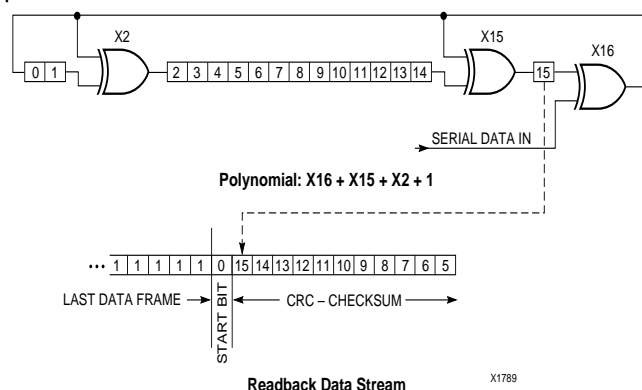 X2
X15
X16
0 1
2 3 4 5 6 7 8 9 10 11 12 13 14
15
SERIAL DATA IN
Polynomial: X16 + X15 + X2 + 1
••• 1 1 1 1 1 0 15 14 13 12 11 10 9 8 7 6 5
LAST DATA FRAME
START BIT
CRC – CHECKSUM
Readback Data Stream
X1789